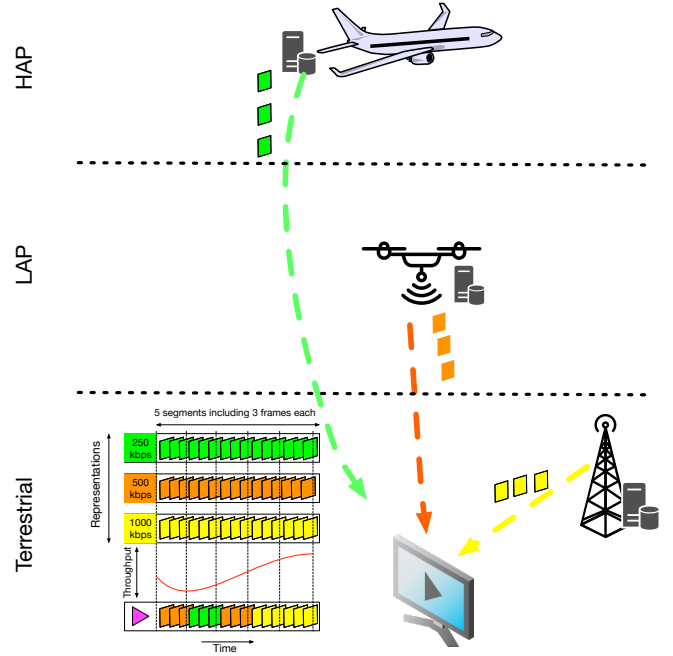 HAP
LAP
Terrestrial
5 segments including 3 frames each
Representations
250
kbps
500
kbps
1000
kbps
Throughput
Time